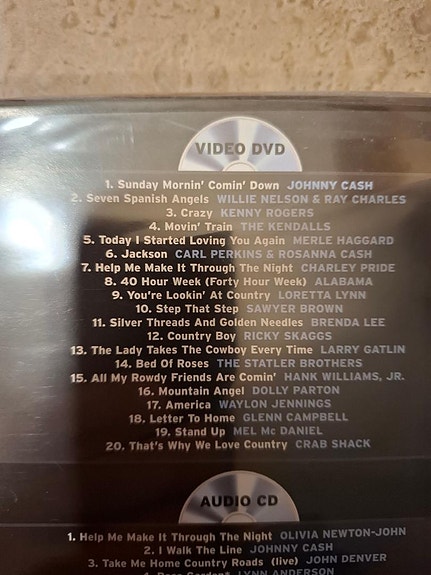 VIDEO DVD
1. Sunday Mornin' Comin' Down JOHNNY CASH
2. Seven Spanish Angels WILLIE NELSON & RAY CHARLES
3. Crazy KENNY ROGERS
4. Movin' Train THE KENDALLS
5. Today I Started Loving You Again MERLE HAGGARD
6. Jackson CARL PERKINS & ROSANNA CASH
7. Help Me Make It Through The Night CHARLEY PRIDE
8. 40 Hour Week (Forty Hour Week) ALABAMA
9. You're Lookin' At Country LORETTA LYNN
10. Step That Step SAWYER BROWN
11. Silver Threads And Golden Needles BRENDA LEE
12. Country Boy RICKY SKAGGS
13. The Lady Takes The Cowboy Every Time LARRY GATLIN
14. Bed Of Roses THE STATLER BROTHERS
15. All My Rowdy Friends Are Comin' HANK WILLIAMS, JR.
16. Mountain Angel DOLLY PARTON
17. America WAYLON JENNINGS
18. Letter To Home GLENN CAMPBELL
19. Stand Up MEL Mc DANIEL
20. That's Why We Love Country CRAB SHACK
AUDIO CD
1. Help Me Make It Through The Night OLIVIA NEWTON-JOHN
2. I Walk The Line JOHNNY CASH
3. Take Me Home Country Roads (live) JOHN DENVER
LYNN ANDERSON